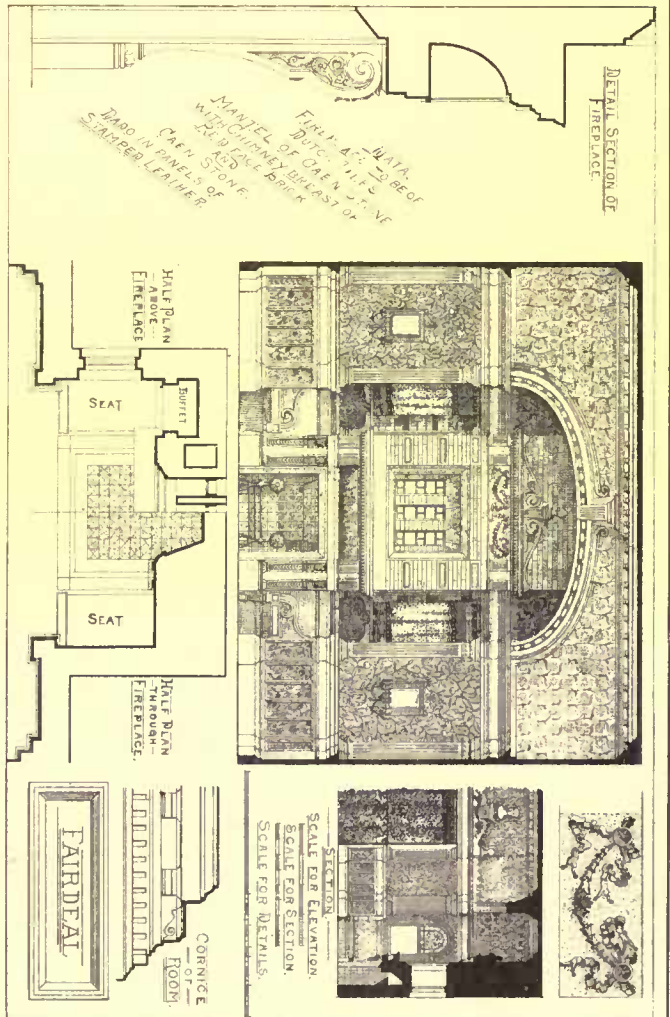 DETAIL SECTION OF
FIREPLACE.
TO BE OF
DUTCH TILES
MANTEL OF CAEN STONE
WITH CHIMNEY BREAST OF
RED FACE BRICK
AND
CAEN STONE.
DADO IN PANELS OF
STAMPED LEATHER.
HALF PLAN
—ABOVE—
FIREPLACE
SEAT
BUFFET
SEAT
HALF PLAN
—THROUGH—
FIREPLACE.
SECTION.
SCALE FOR ELEVATION.
SCALE FOR SECTION.
SCALE FOR DETAILS.
CORNICE
—OF—
ROOM.
FAIRDEAL